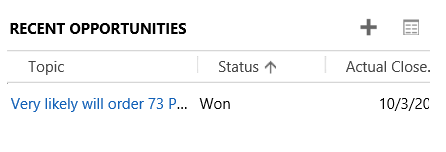 RECENT OPPORTUNITIES
Topic Status Actual Close.
Very likely will order 73 P... Won 10/3/20